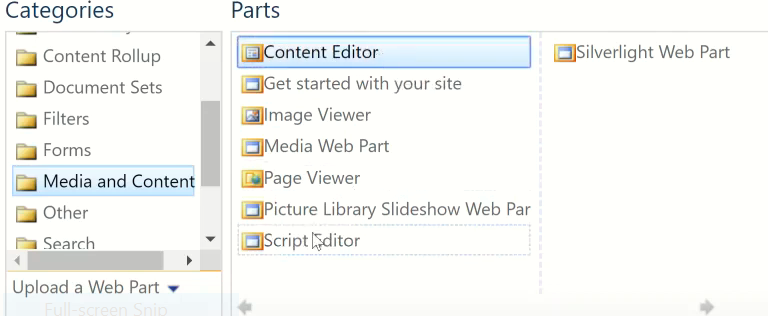 Categories
Parts
Content Rollup
Document Sets
Filters
Forms
Media and Content
Other
Search
Upload a Web Part
Full-screen Snip
Content Editor
Get started with your site
Image Viewer
Media Web Part
Page Viewer
Picture Library Slideshow Web Par
Script Editor
Silverlight Web Part